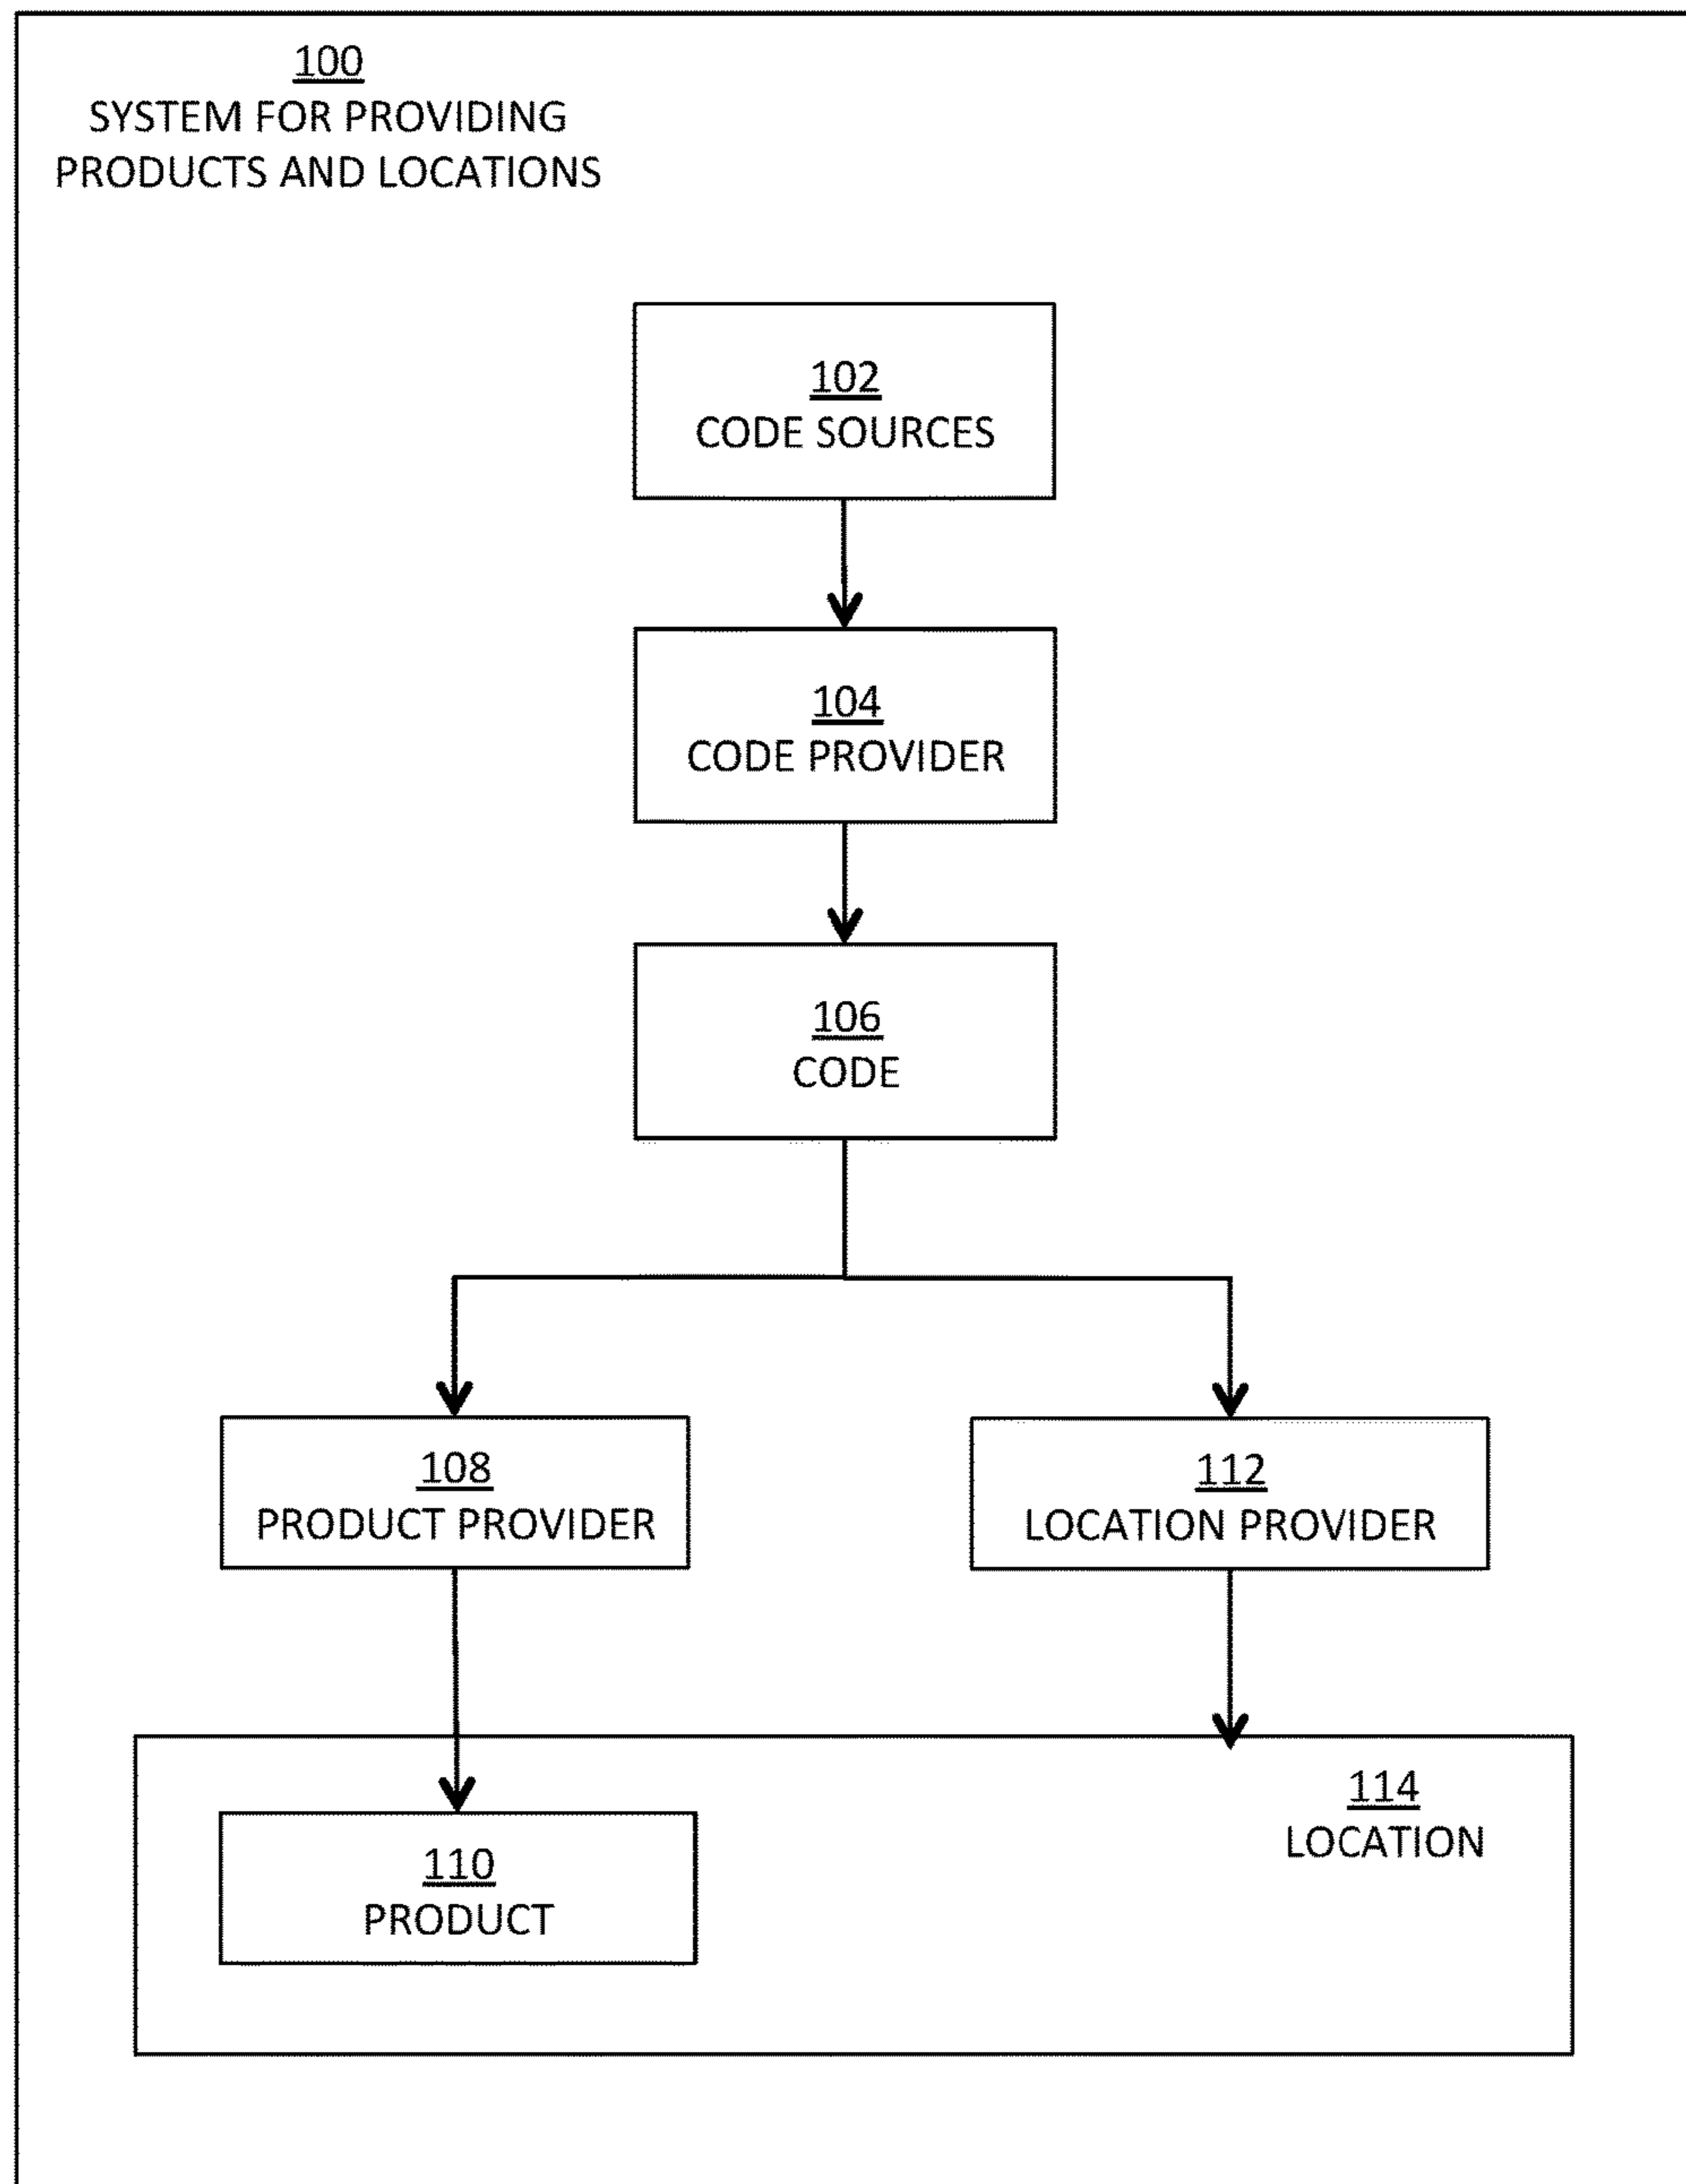 100
SYSTEM FOR PROVIDING
PRODUCTS AND LOCATIONS
102
CODE SOURCES
104
CODE PROVIDER
106
CODE
108
PRODUCT PROVIDER
112
LOCATION PROVIDER
114
LOCATION
110
PRODUCT